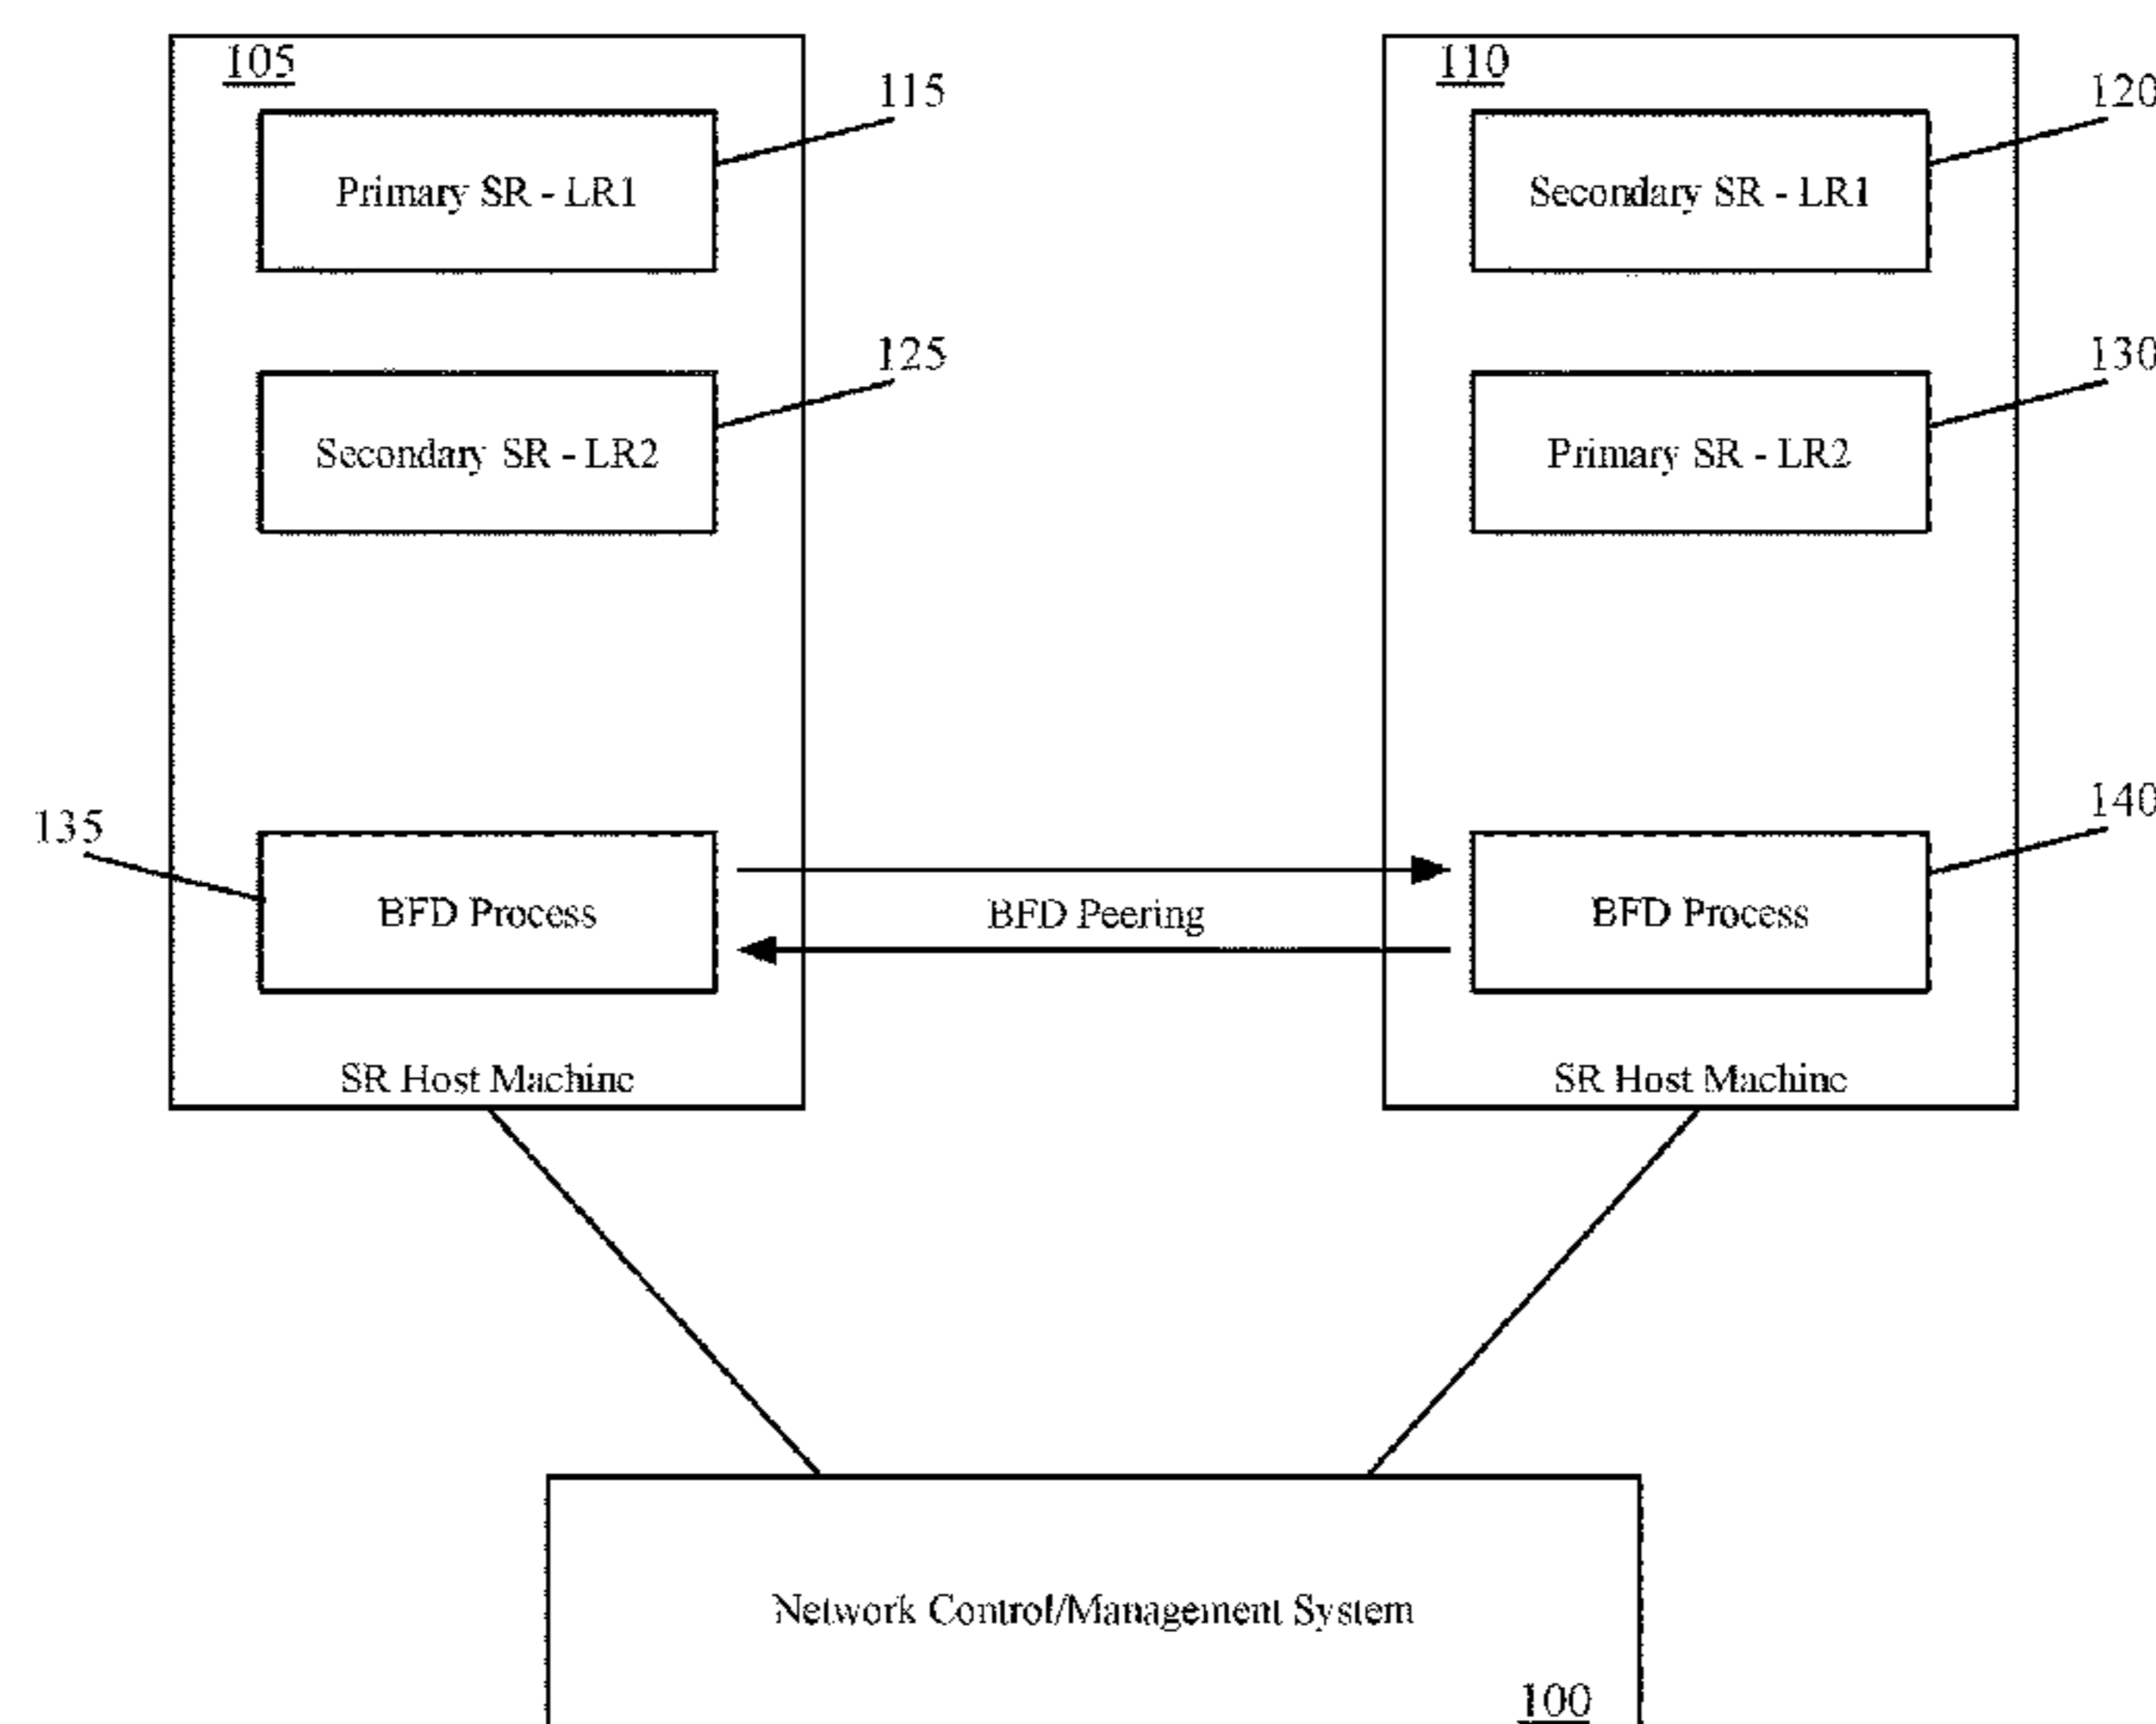 105
110
115
120
Primary SR - LR1
Secondary SR - LR1
125
130
Secondary SR - LR2
Primary SR - LR2
135
140
BFD Process
BFD Peering
BFD Process
SR Host Machine
SR Host Machine
Network Control/Management System
100